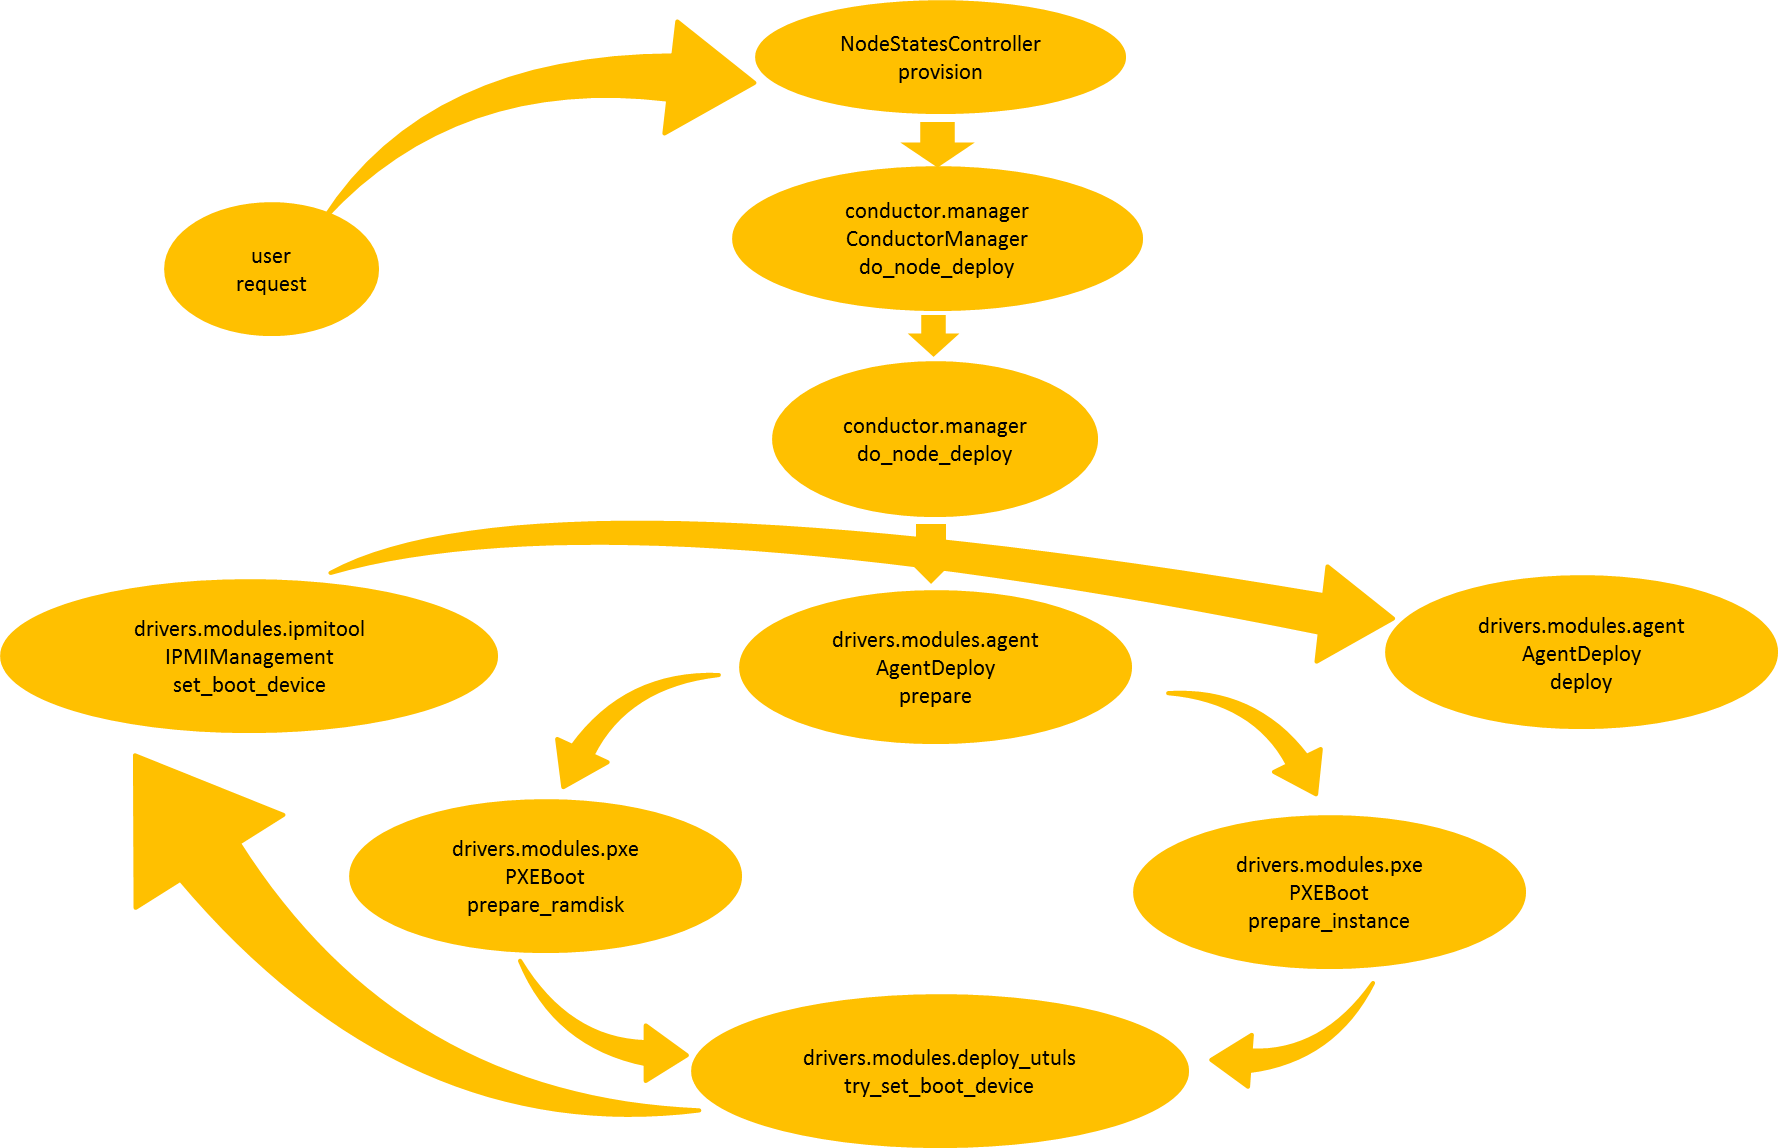 NodeStatesController
provision
user
request
conductor.manager
ConductorManager
do_node_deploy
conductor.manager
do_node_deploy
drivers.modules.ipmitool
IPMIManagement
set_boot_device
drivers.modules.agent
AgentDeploy
prepare
drivers.modules.agent
AgentDeploy
deploy
drivers.modules.pxe
PXEBoot
prepare_ramdisk
drivers.modules.pxe
PXEBoot
prepare_instance
drivers.modules.deploy_utuls
try_set_boot_device